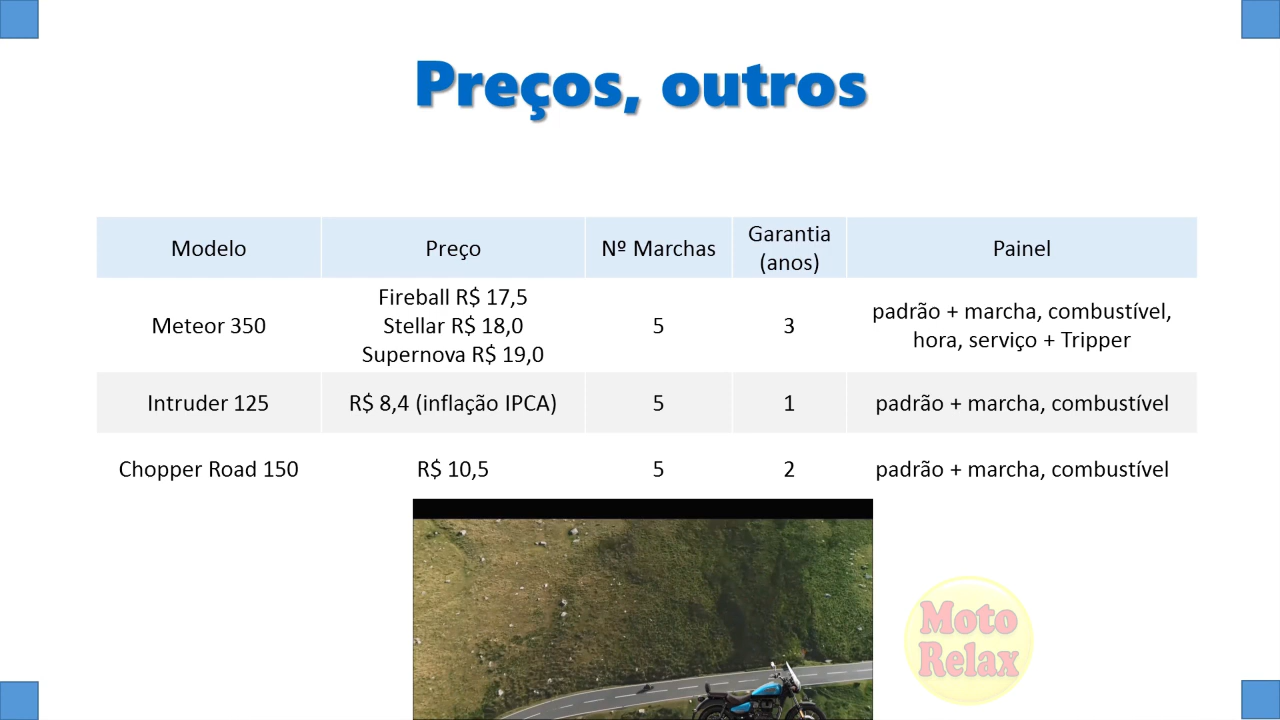 Preços, outros
Modelo
Preço
Nº Marchas
Garantia
(anos)
Painel
Meteor 350
Fireball R$ 17,5
Stellar R$ 18,0
Supernova R$ 19,0
5
3
padrão + marcha, combustível,
hora, serviço + Tripper
Intruder 125
R$ 8,4 (inflação IPCA)
5
1
padrão + marcha, combustível
Chopper Road 150
R$ 10,5
5
2
padrão + marcha, combustível
Moto
Relax